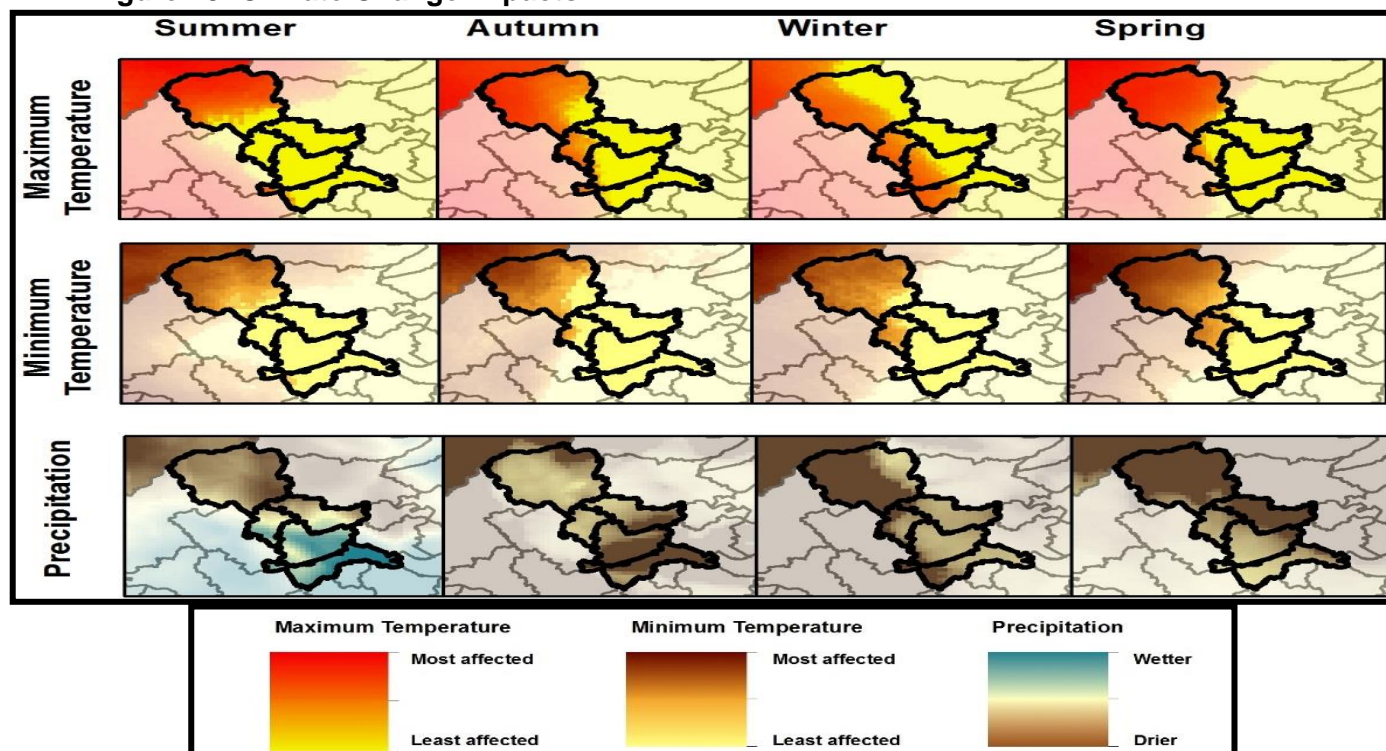 Summer Autumn Winter Spring
Maximum
Temperature
Minimum
Temperature
Precipitation
Maximum Temperature Minimum Temperature Precipitation
Most affected Most affected Wetter
Least affected Least affected Drier